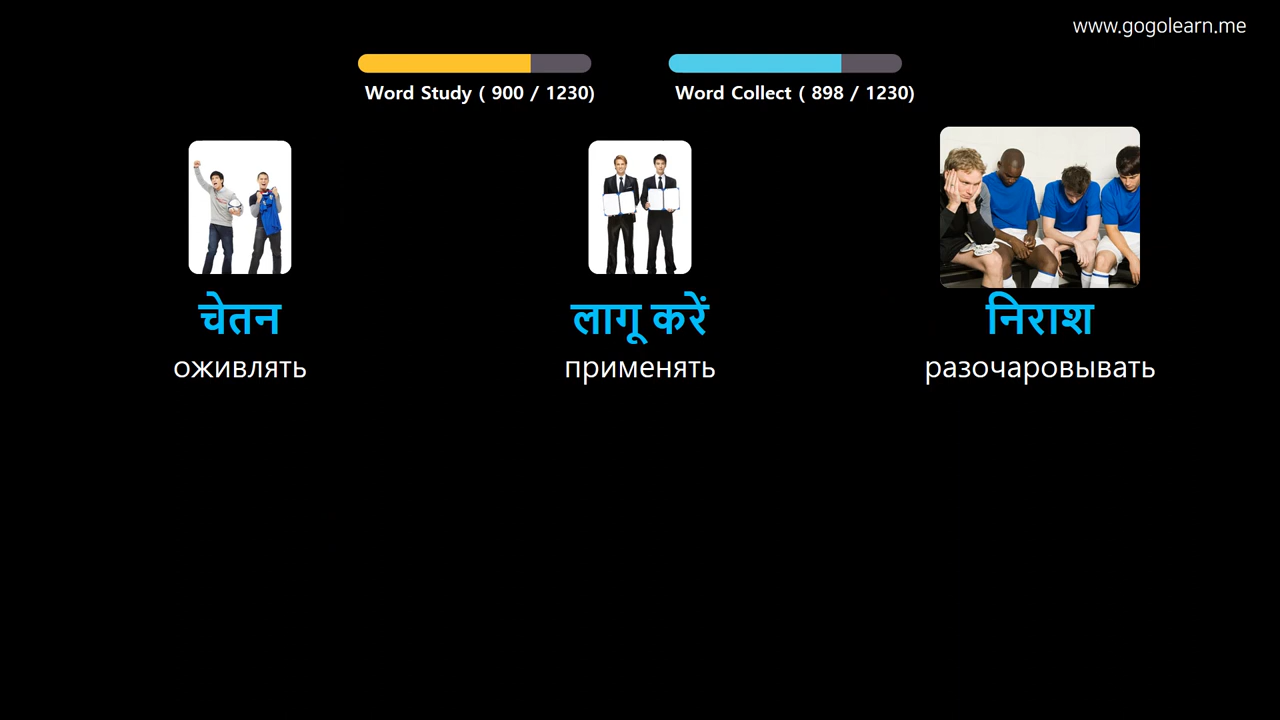 www.gogolearn.me
Word Study ( 900 / 1230)
Word Collect ( 898 / 1230)
चेतन
लागू करें
निराश
оживлять
применять
разочаровывать